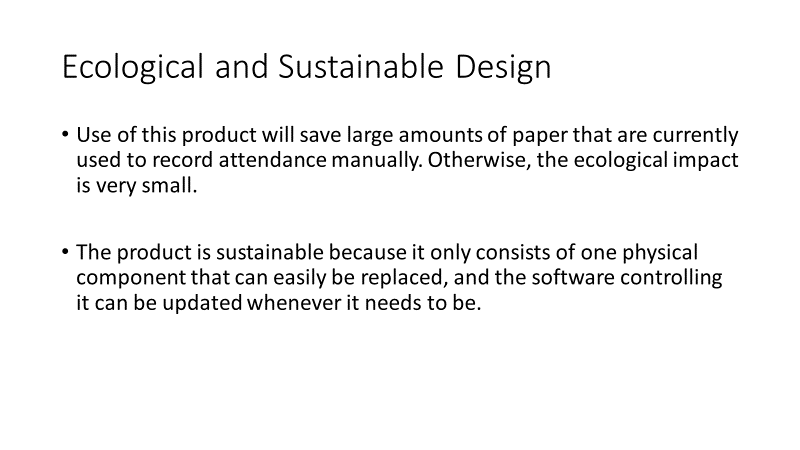 Ecological and Sustainable Design
• Use of this product will save large amounts of paper that are currently
used to record attendance manually. Otherwise, the ecological impact
is very small.
• The product is sustainable because it only consists of one physical
component that can easily be replaced, and the software controlling
it can be updated whenever it needs to be.